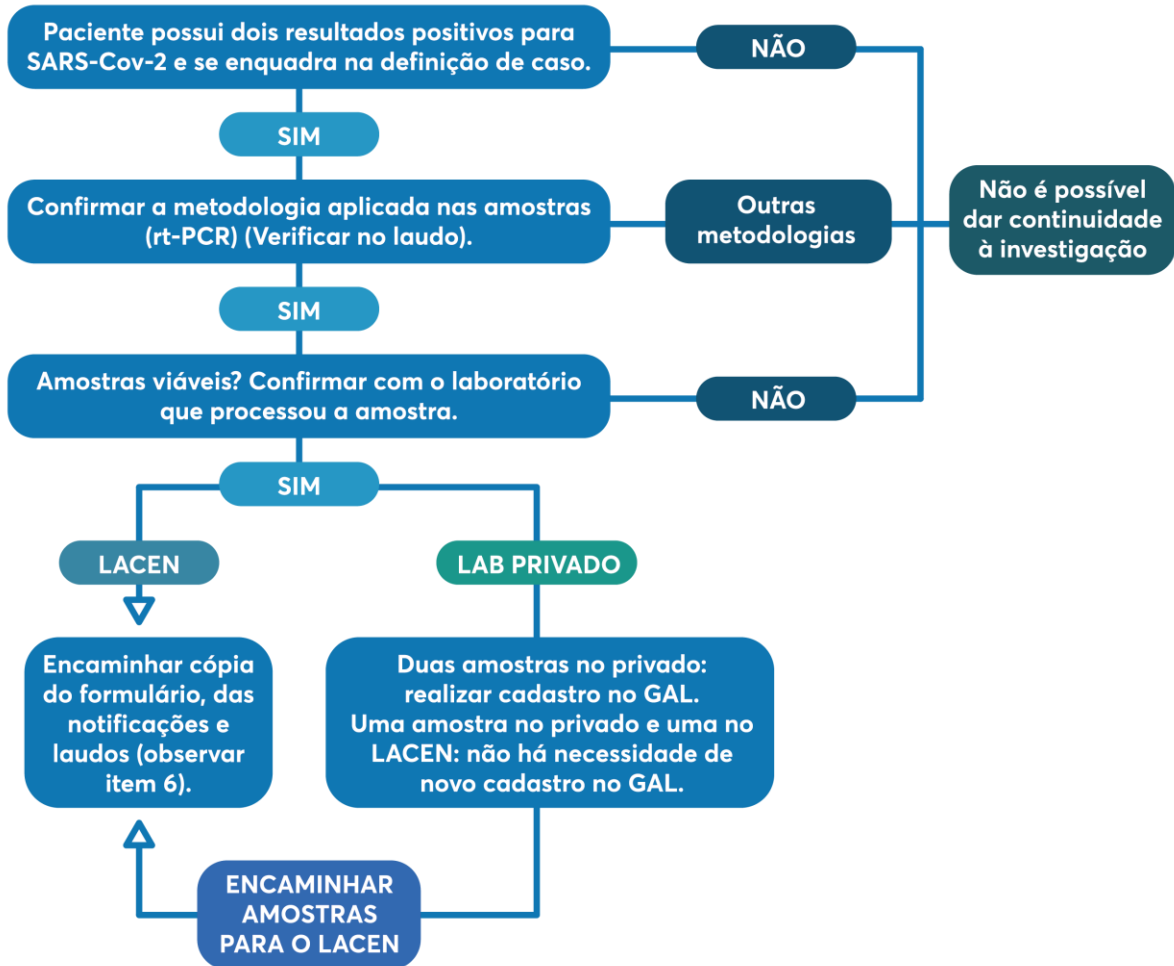 Paciente possui dois resultados positivos para
SARS-Cov-2 e se enquadra na definição de caso.
NÃO
SIM
Confirmar a metodologia aplicada nas amostras
(rt-PCR) (Verificar no laudo).
Outras
metodologias
Não é possível
dar continuidade
à investigação
SIM
Amostras viáveis? Confirmar com o laboratório
que processou a amostra.
NÃO
SIM
LACEN
LAB PRIVADO
Encaminhar cópia
do formulário, das
notificações e
laudos (observar
item 6).
Duas amostras no privado:
realizar cadastro no GAL.
Uma amostra no privado e uma no
LACEN: não há necessidade de
novo cadastro no GAL.
ENCAMINHAR
AMOSTRAS
PARA O LACEN